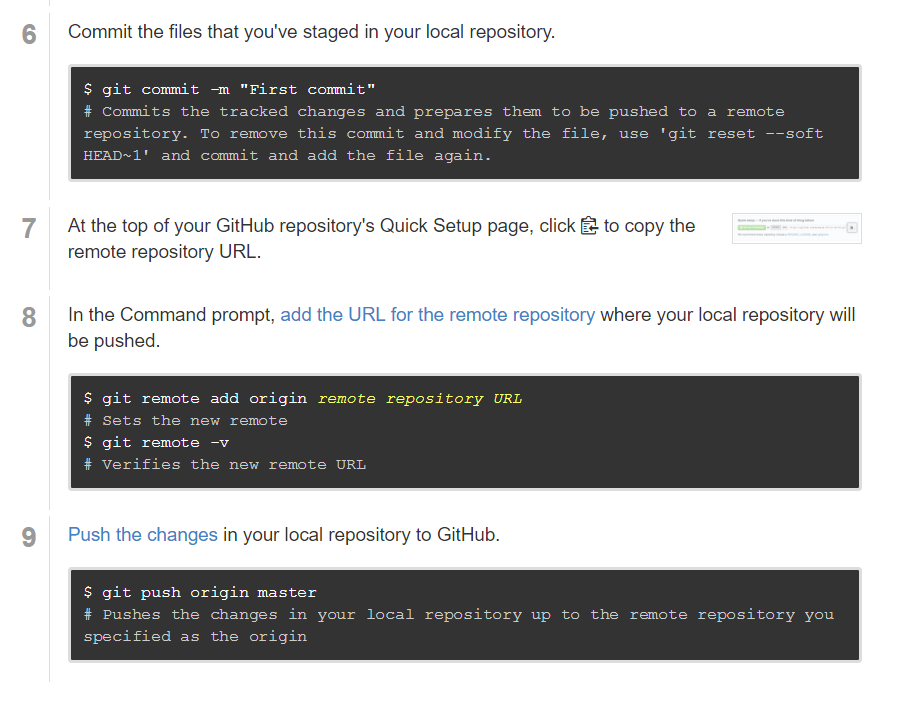 6
Commit the files that you've staged in your local repository.
$ git commit -m "First commit"
# Commits the tracked changes and prepares them to be pushed to a remote
repository. To remove this commit and modify the file, use 'git reset --soft
HEAD~1' and commit and add the file again.
7
At the top of your GitHub repository's Quick Setup page, click to copy the
remote repository URL.
8
In the Command prompt, add the URL for the remote repository where your local repository will
be pushed.
$ git remote add origin remote repository URL
# Sets the new remote
$ git remote -v
# Verifies the new remote URL
9
Push the changes in your local repository to GitHub.
$ git push origin master
# Pushes the changes in your local repository up to the remote repository you
specified as the origin